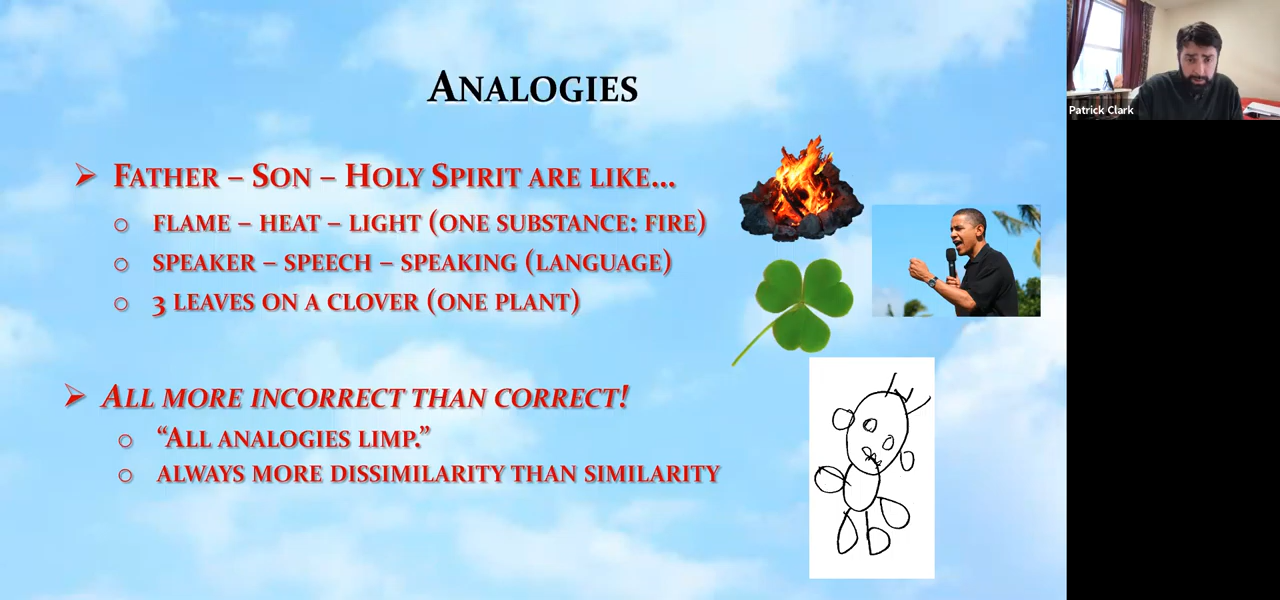 Analogies
Father – Son – Holy Spirit are like…
flame – heat – light (one substance: fire)
speaker – speech – speaking (language)
3 leaves on a clover (one plant)
All more incorrect than correct!
“All analogies limp.”
always more dissimilarity than similarity
Patrick Clark